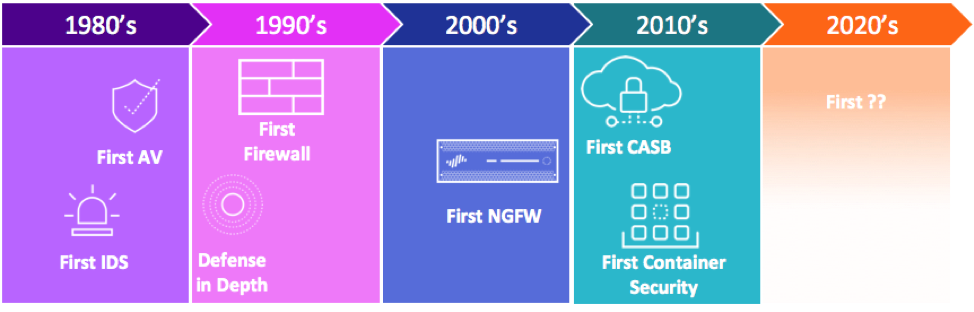 1980's
1990's
2000's
2010's
2020's
First AV
First IDS
First
Firewall
Defense
in Depth
First NGFW
First CASB
First Container
Security
First ??